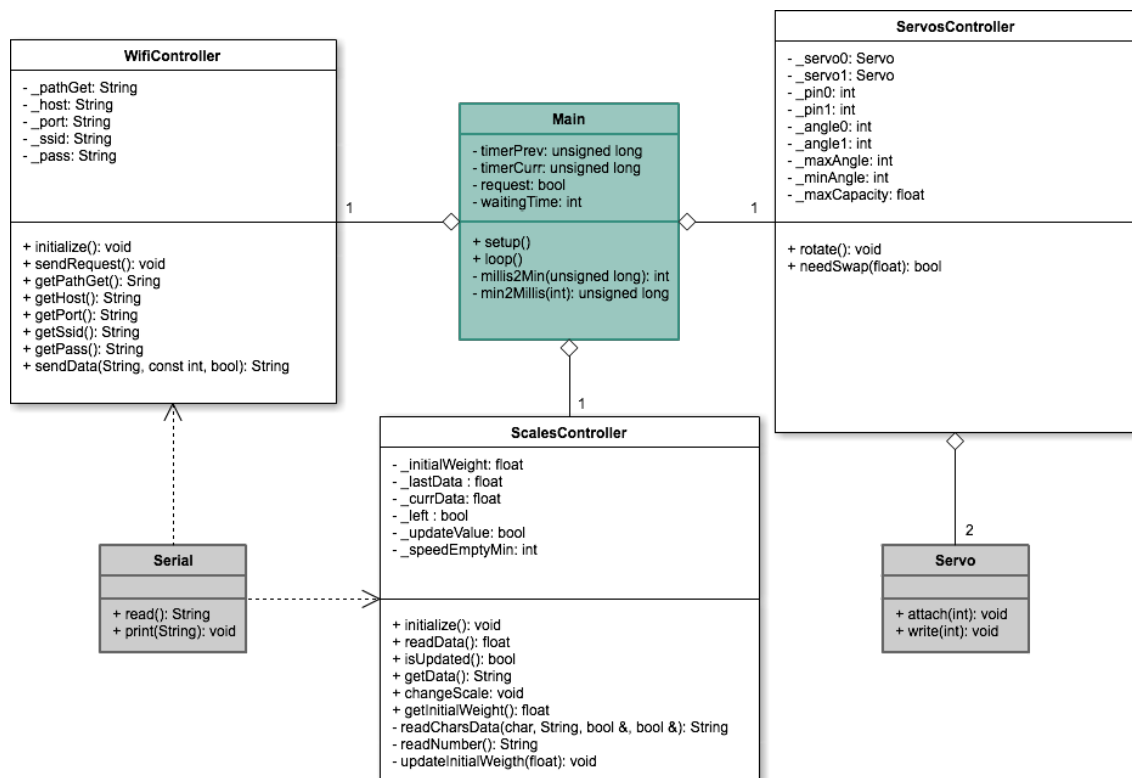 WifiController
- _pathGet: String
- _host: String
- _port: String
- _ssid: String
- _pass: String
+ initialize(): void
+ sendRequest(): void
+ getPathGet(): Sring
+ getHost(): String
+ getPort(): String
+ getSsid(): String
+ getPass(): String
+ sendData(String, const int, bool): String
1
Main
- timerPrev: unsigned long
- timerCurr: unsigned long
- request: bool
- waitingTime: int
+ setup()
+ loop()
- millis2Min(unsigned long): int
- min2Millis(int): unsigned long
1
ServosController
- _servo0: Servo
- _servo1: Servo
- _pin0: int
- _pin1: int
- _angle0: int
- _angle1: int
- _maxAngle: int
- _minAngle: int
- _maxCapacity: float
+ rotate(): void
+ needSwap(float): bool
1
ScalesController
- _initialWeight: float
- _lastData : float
- _currData: float
- _left : bool
- _updateValue: bool
- _speedEmptyMin: int
+ initialize(): void
+ readData(): float
+ isUpdated(): bool
+ getData(): String
+ changeScale: void
+ getInitialWeight(): float
- readCharsData(char, String, bool &, bool &): String
- readNumber(): String
- updateInitialWeigth(float): void
Serial
+ read(): String
+ print(String): void
2
Servo
+ attach(int): void
+ write(int): void